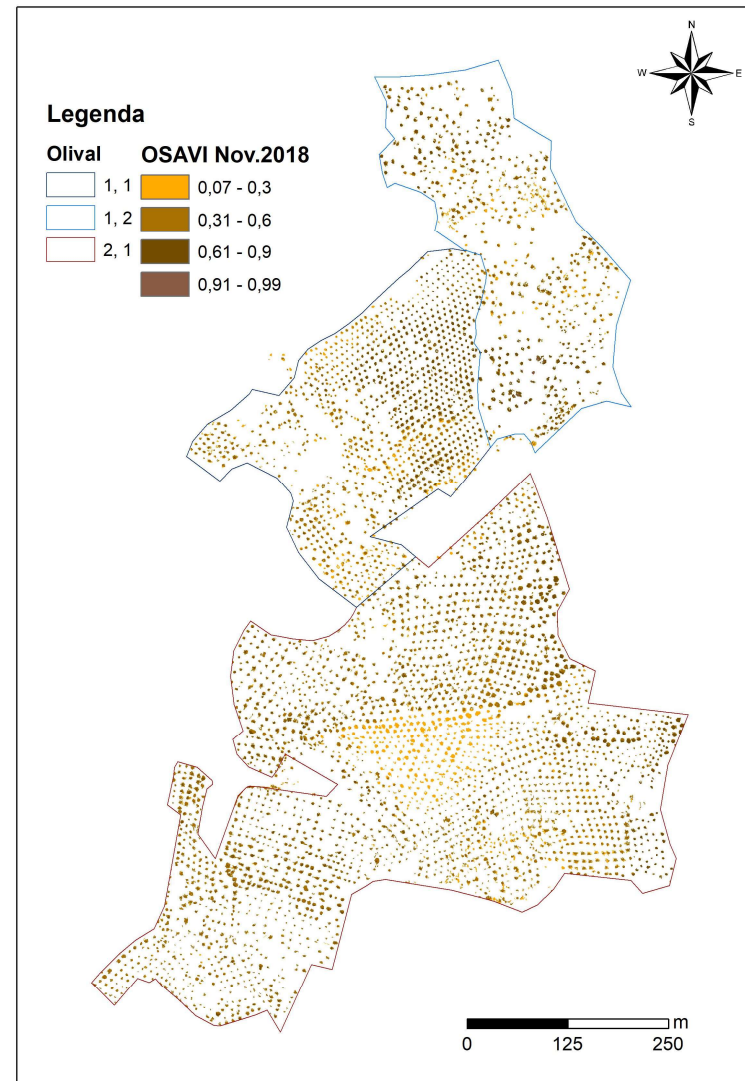 N
W E
S
Legenda
Olival OSAVI Nov.2018
1, 1 0,07 - 0,3
1, 2 0,31 - 0,6
2, 1 0,61 - 0,9
0,91 - 0,99
m
0 125 250